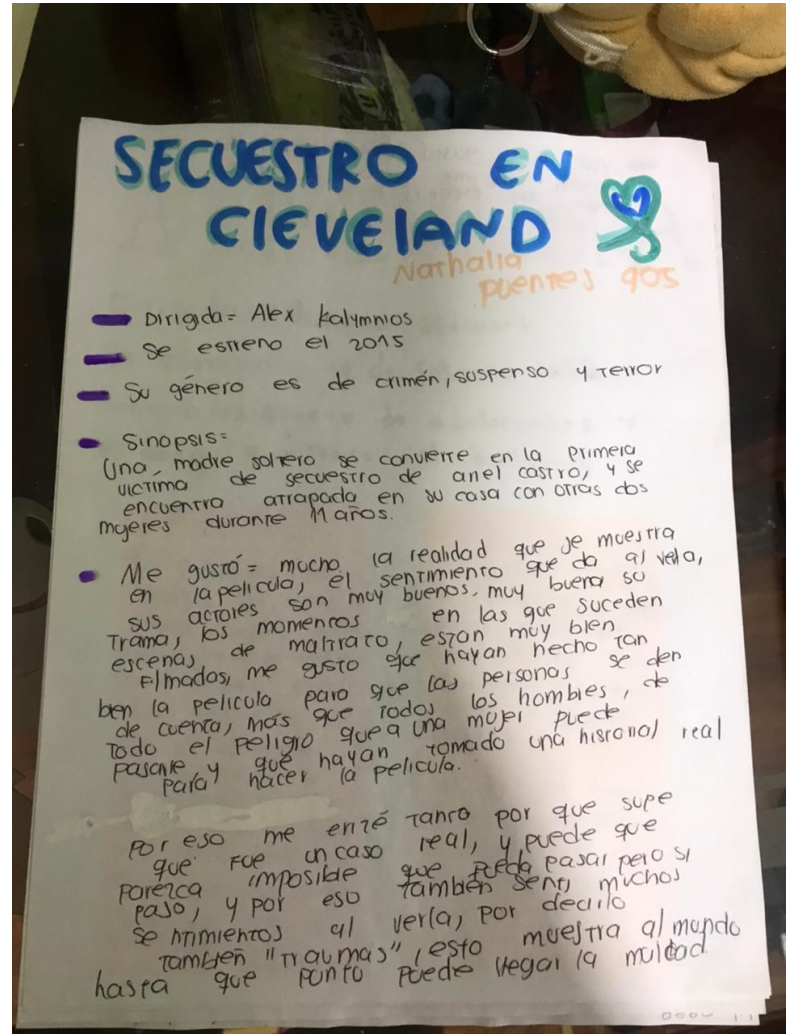 SECUESTRO EN
CIEVEIAND
Nathalia
puentes 905
Dirigida= Alex Kalymnios
Se estreno el 2015
Su género es de crimén, suspenso y terror
Sinopsis=
Una madre soltero se convierte en la primera
victima de secuestro de ariel castro, y se
encuentra atrapada en su casa con otras dos
mujeres durante 11 años.
Me gustó= mucho la realidad que se muestra
en la pelicula, el sentimiento que da al verla,
sus actores son muy buenos, muy buena su
trama, los momentos en las que suceden
escenas de maltrato, estan muy bien
filmados, me gusto que hayan hecho tan
bien la pelicula para que las personas se den
de cuenta, más que todos los hombres, de
todo el peligro que a una mujer puede
pasarle y que hayan tomado una historia real
para hacer la pelicula.
Por eso me enté tanto por que supe
que fue un caso real, y puede que
parezca imposible que pueda pasar pero si
paso, y por eso también senti muchos
sentimientos al verla, por decirlo
también "traumas", esto muestra al mundo
hasta que punto puede llegar la maldad